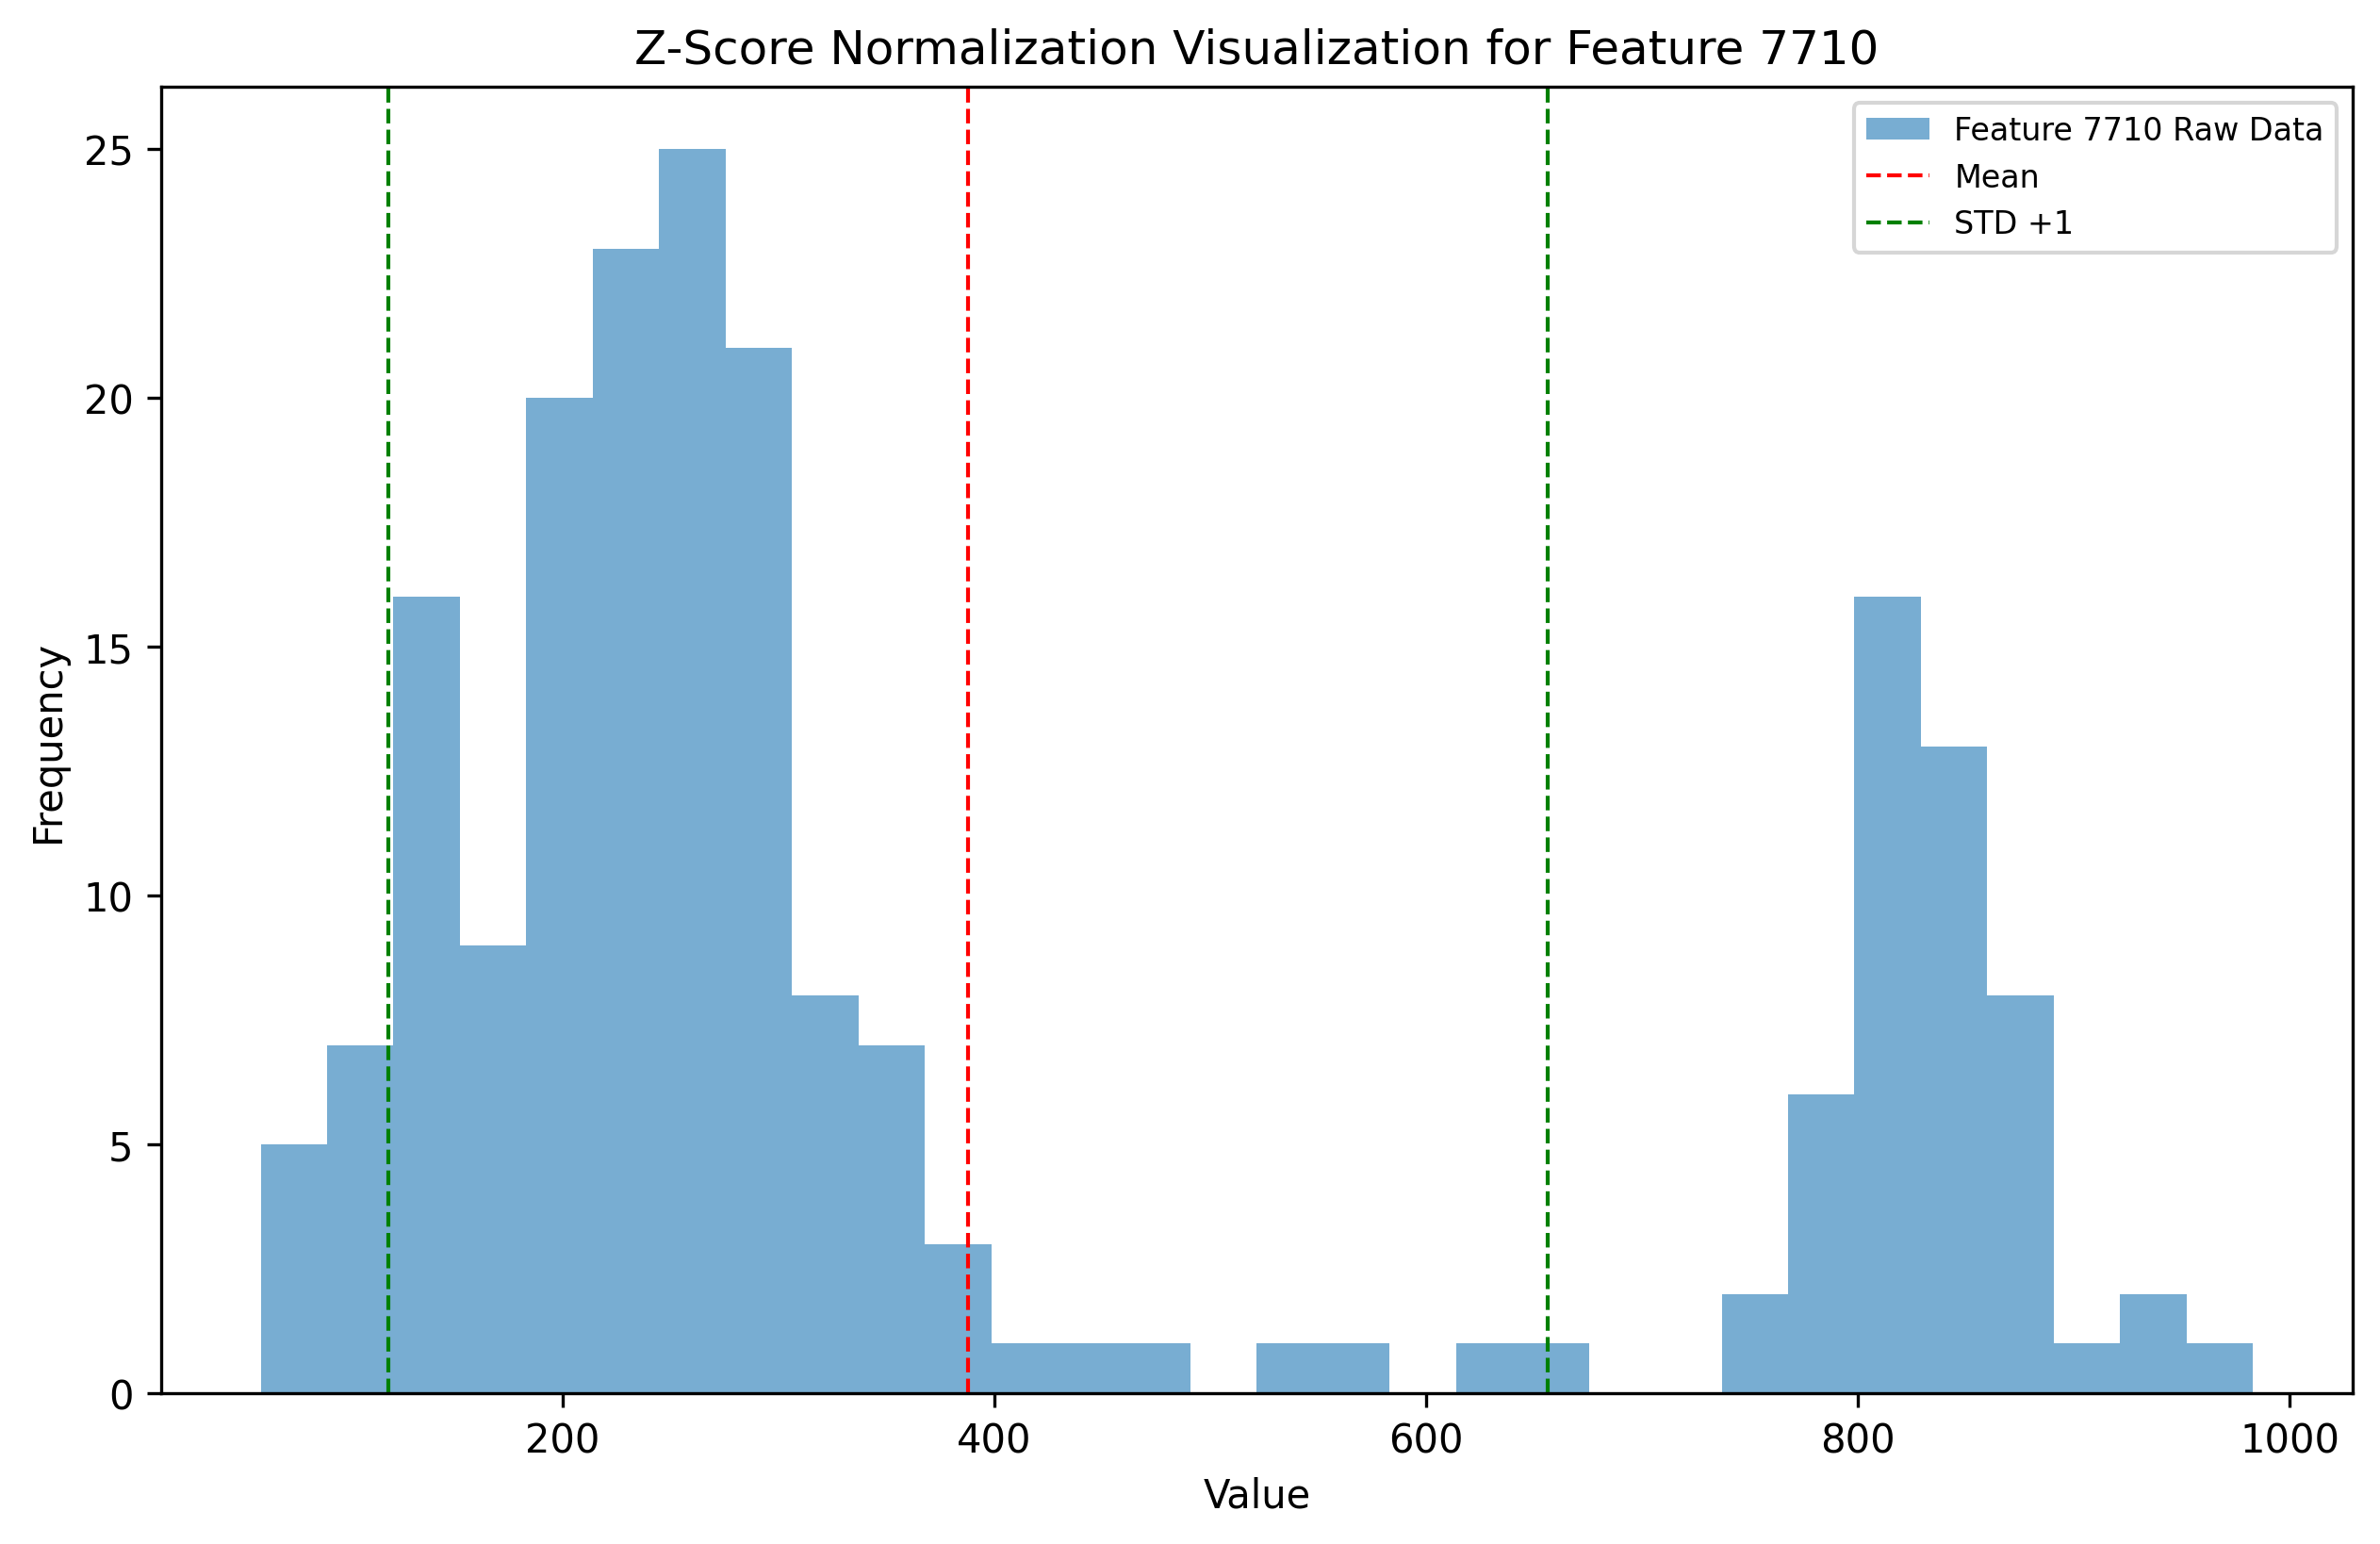 Z-Score Normalization Visualization for Feature 7710
Feature 7710 Raw Data
Mean
STD +1
25
20
15
10
5
0
Frequency
200
400
600
800
1000
Value